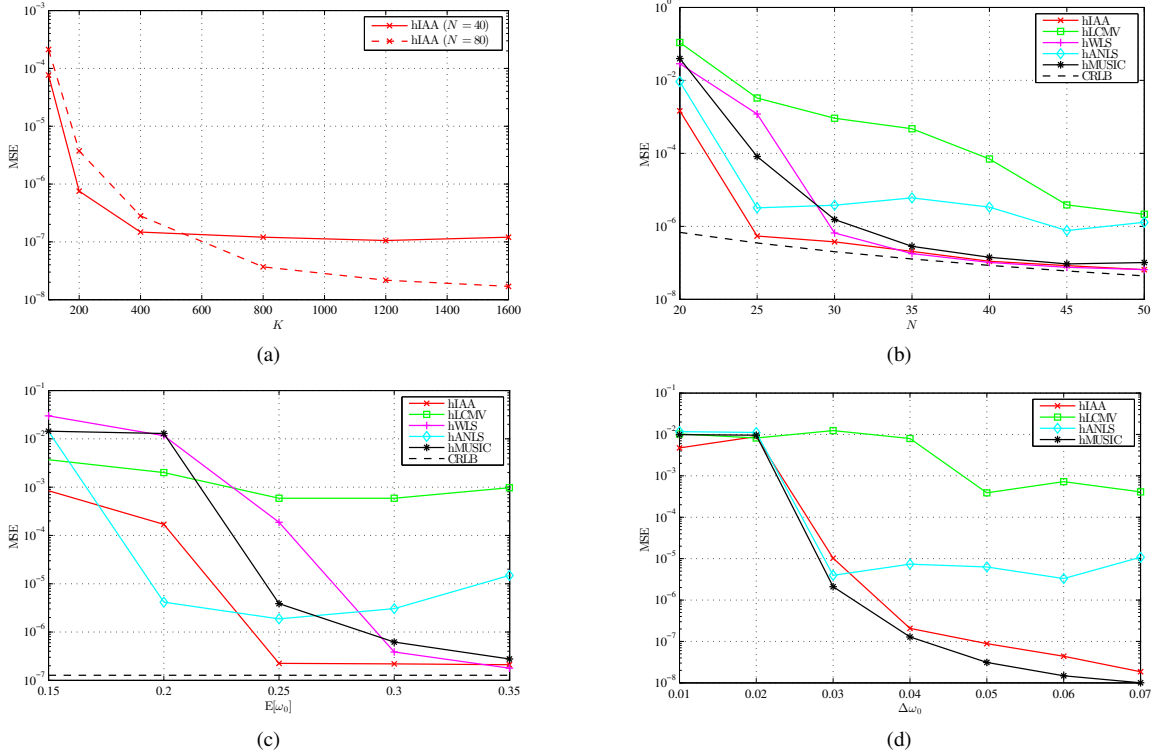 10^{-3}
10^{-4}
10^{-5}
10^{-6}
10^{-7}
10^{-8}
MSE
200 400 600 800 1000 1200 1400 1600
K
hIAA (N = 40)
hIAA (N = 80)
(a)
10^{0}
10^{-2}
10^{-4}
10^{-6}
10^{-8}
MSE
20 25 30 35 40 45 50
N
hIAA
hLCMV
hWLS
hANLS
hMUSIC
CRLB
(b)
10^{-1}
10^{-2}
10^{-3}
10^{-4}
10^{-5}
10^{-6}
10^{-7}
MSE
0.15 0.2 0.25 0.3 0.35
E[ω_0]
hIAA
hLCMV
hWLS
hANLS
hMUSIC
CRLB
(c)
10^{-1}
10^{-2}
10^{-3}
10^{-4}
10^{-5}
10^{-6}
10^{-7}
10^{-8}
MSE
0.01 0.02 0.03 0.04 0.05 0.06 0.07
Δω_0
hIAA
hLCMV
hANLS
hMUSIC
(d)